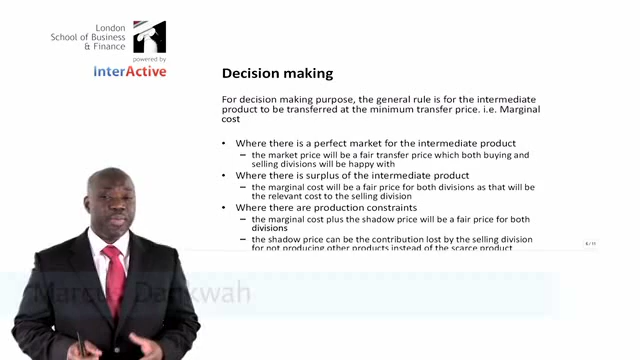 London
School of Business
& Finance
powered by
InterActive
Decision making
For decision making purpose, the general rule is for the intermediate
product to be transferred at the minimum transfer price. i.e. Marginal
cost
• Where there is a perfect market for the intermediate product
– the market price will be a fair transfer price which both buying and
selling divisions will be happy with
• Where there is surplus of the intermediate product
– the marginal cost will be a fair price for both divisions as that will be
the relevant cost to the selling division
• Where there are production constraints
– the marginal cost plus the shadow price will be a fair price for both
divisions
– the shadow price can be the contribution lost by the selling division
for not producing other products instead of the scarce product
Marcus Dankwah